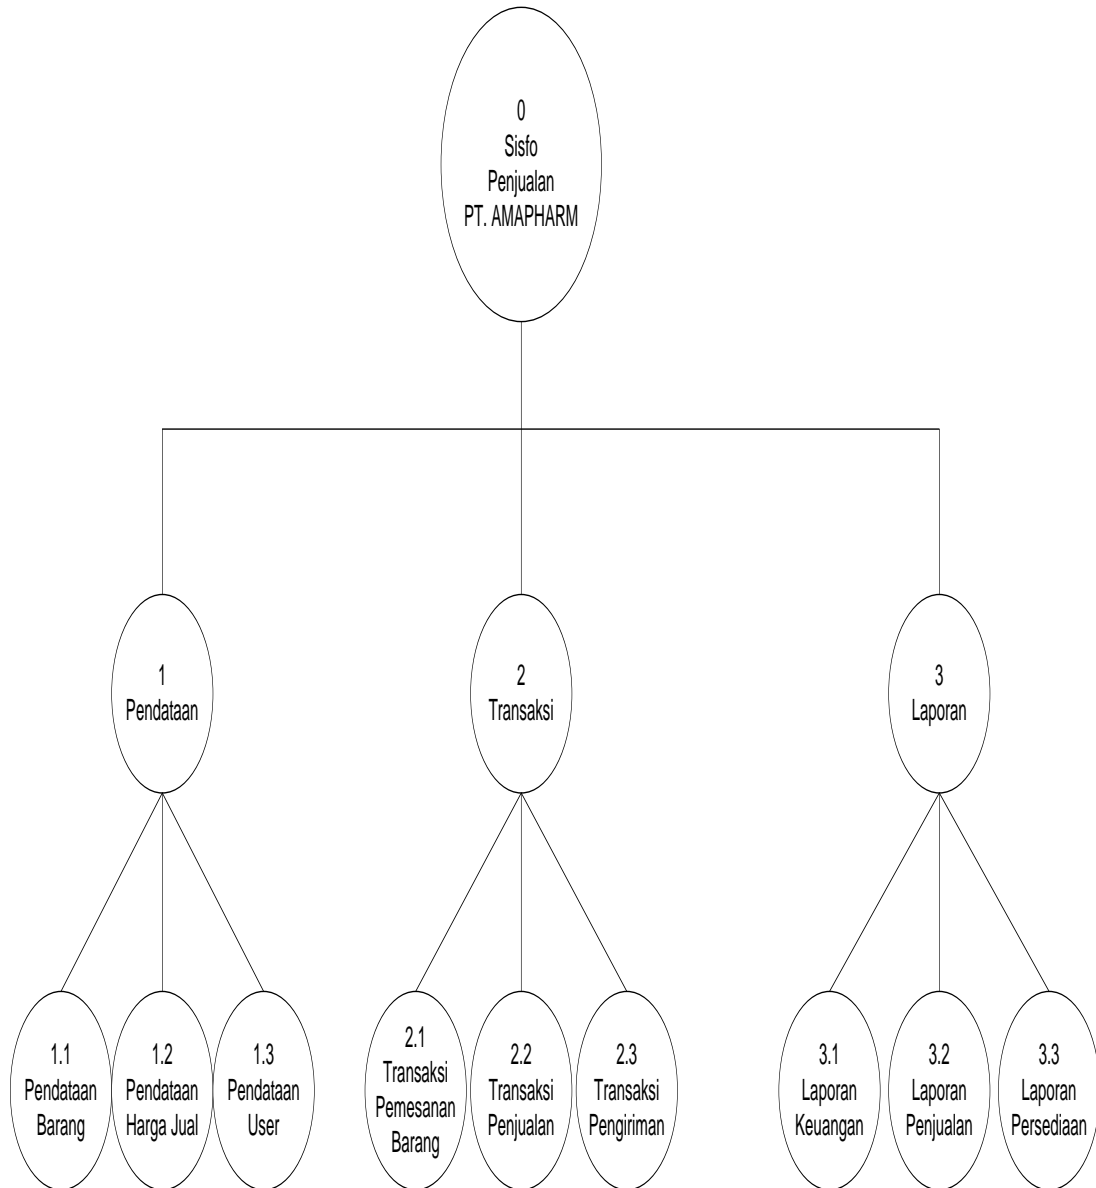 0
Sisfo
Penjualan
PT. AMAPHARM
1
Pendataan
2
Transaksi
3
Laporan
1.1
Pendataan
Barang
1.2
Pendataan
Harga Jual
1.3
Pendataan
User
2.1
Transaksi
Pemesanan
Barang
2.2
Transaksi
Penjualan
2.3
Transaksi
Pengiriman
3.1
Laporan
Keuangan
3.2
Laporan
Penjualan
3.3
Laporan
Persediaan